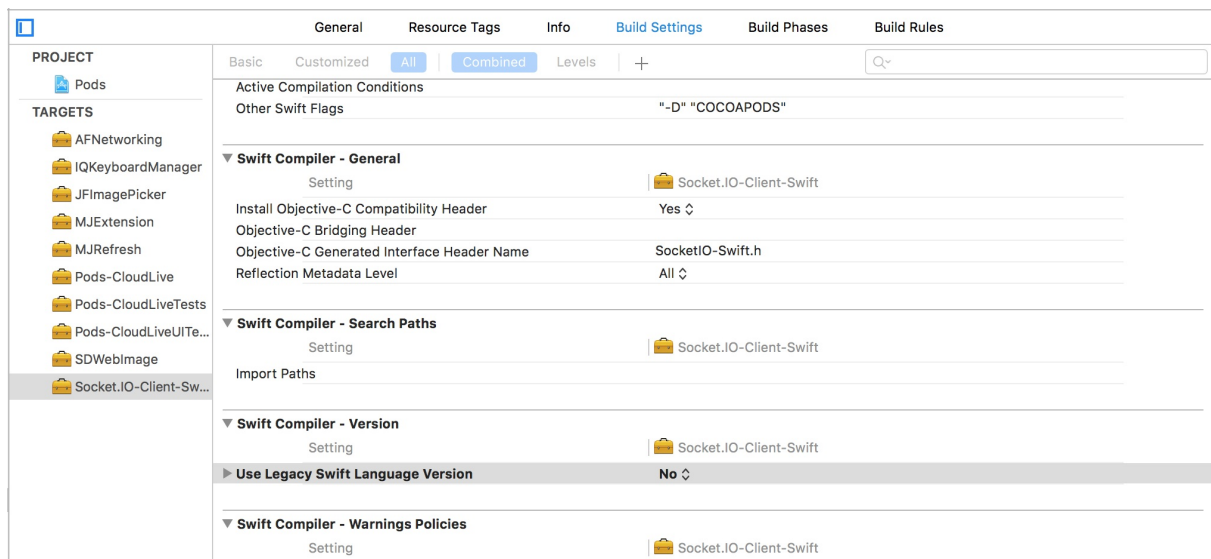 General Resource Tags Info Build Settings Build Phases Build Rules
PROJECT
Pods
TARGETS
AFNetworking
IQKeyboardManager
JFImagePicker
MJExtension
MJRefresh
Pods-CloudLive
Pods-CloudLiveTests
Pods-CloudLiveUITe...
SDWebImage
Socket.IO-Client-Sw...
Basic Customized All Combined Levels +
Active Compilation Conditions
Other Swift Flags "-D" "COCOAPODS"
Swift Compiler - General
Setting Socket.IO-Client-Swift
Install Objective-C Compatibility Header Yes
Objective-C Bridging Header
Objective-C Generated Interface Header Name SocketIO-Swift.h
Reflection Metadata Level All
Swift Compiler - Search Paths
Setting Socket.IO-Client-Swift
Import Paths
Swift Compiler - Version
Setting Socket.IO-Client-Swift
Use Legacy Swift Language Version No
Swift Compiler - Warnings Policies
Setting Socket.IO-Client-Swift